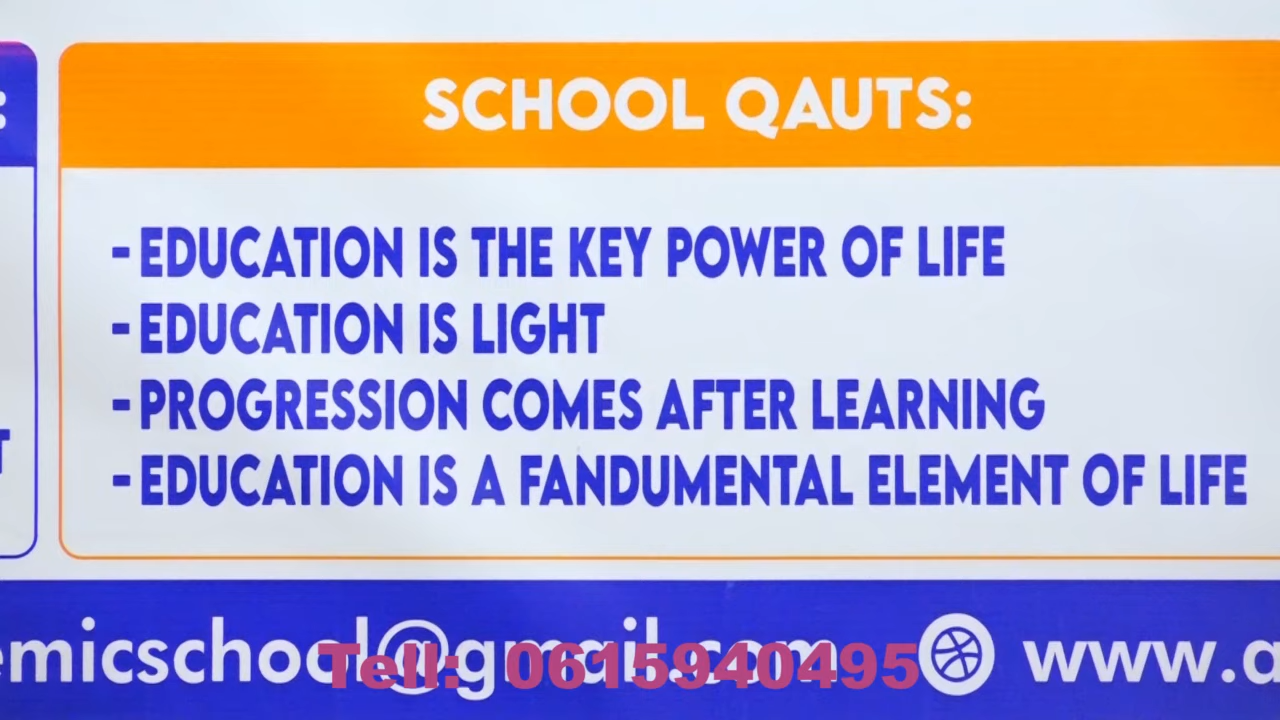 :
SCHOOL QAUTS:
- EDUCATION IS THE KEY POWER OF LIFE
- EDUCATION IS LIGHT
- PROGRESSION COMES AFTER LEARNING
T
- EDUCATION IS A FANDUMENTAL ELEMENT OF LIFE
emicschool@gmail.com www.a
Tell: 0615940495